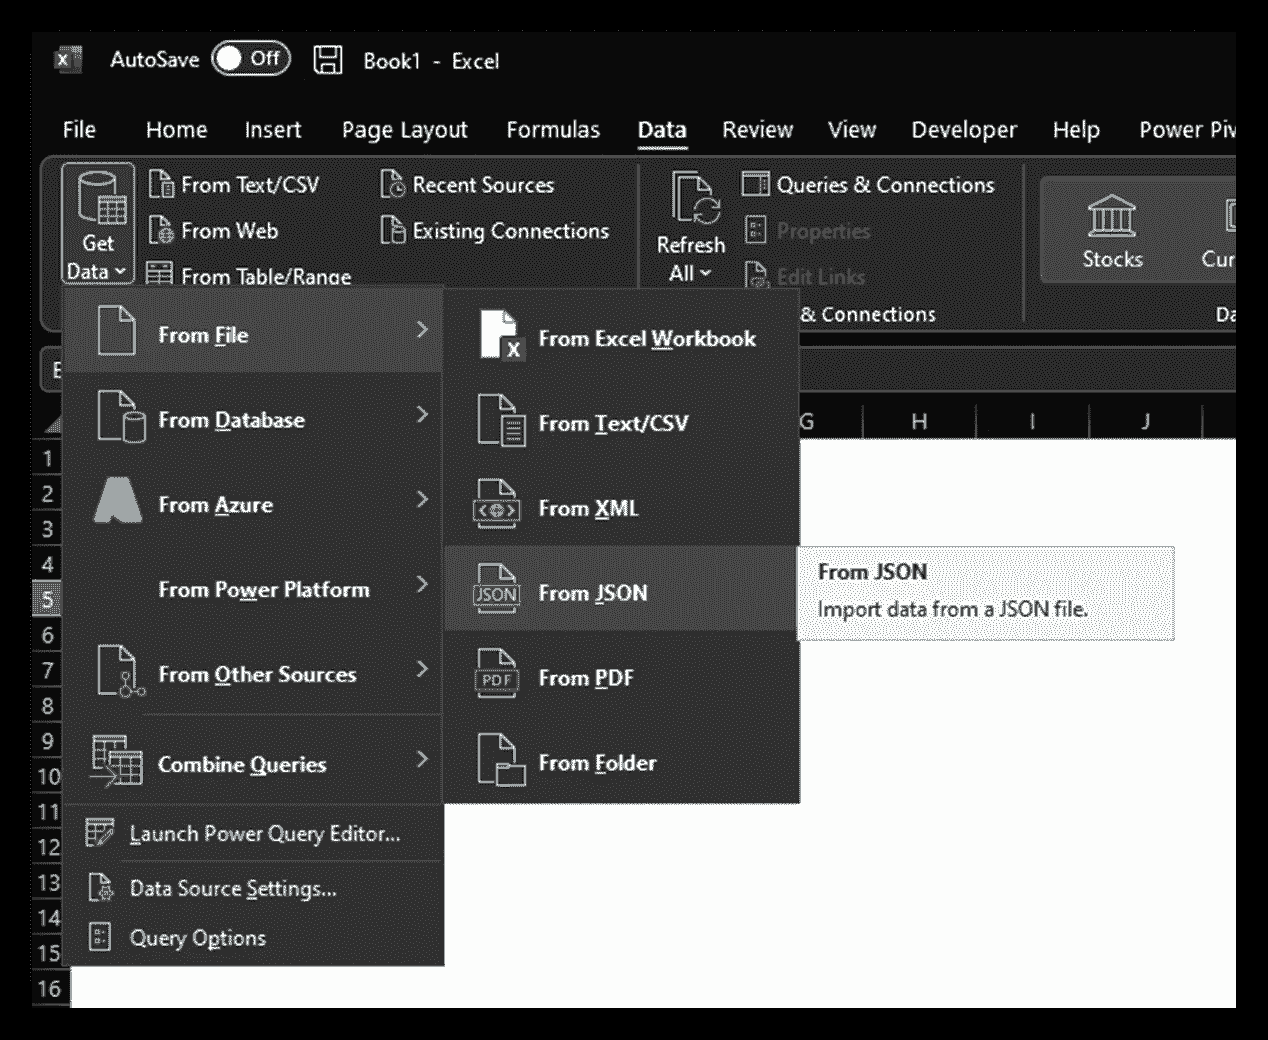 AutoSave Off Book1 - Excel
File Home Insert Page Layout Formulas Data Review View Developer Help Power Piv
Get
Data
From Text/CSV
From Web
From Table/Range
Recent Sources
Existing Connections
Refresh
All
Queries & Connections
Properties
Edit Links
& Connections
Stocks
Cur
Da
From File
From Database
From Azure
From Power Platform
From Other Sources
Combine Queries
Launch Power Query Editor...
Data Source Settings...
Query Options
From Excel Workbook
X
From Text/CSV
From XML
JSON
From JSON
PDF
From PDF
From Folder
From JSON
Import data from a JSON file.
G H I J
1
2
3
4
5
6
7
8
9
10
11
12
13
14
15
16